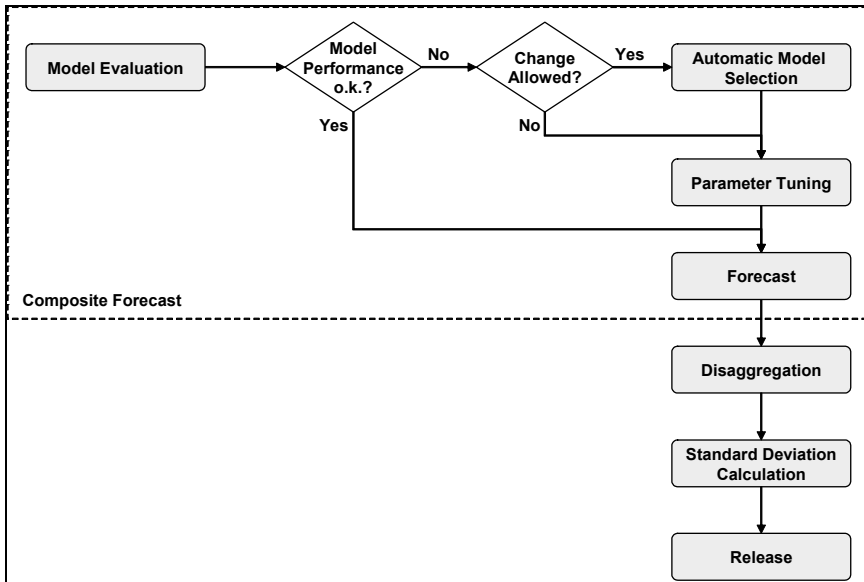 Model Evaluation
Model
Performance
o.k.?
No
Change
Allowed?
Yes
Automatic Model
Selection
Yes
No
Parameter Tuning
Forecast
Composite Forecast
Disaggregation
Standard Deviation
Calculation
Release